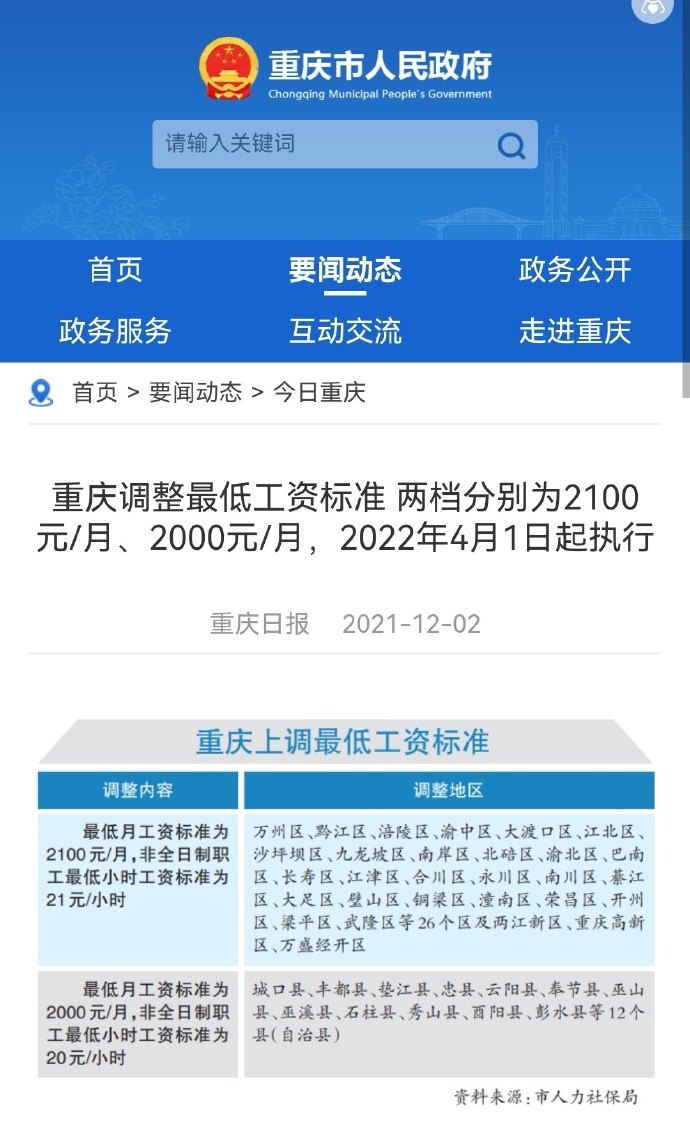 重庆市人民政府
Chongqing Municipal People's Government
请输入关键词
首页
要闻动态
政务公开
政务服务
互动交流
走进重庆
首页 > 要闻动态 > 今日重庆
重庆调整最低工资标准 两档分别为2100
元/月、2000元/月，2022年4月1日起执行
重庆日报 2021-12-02
重庆上调最低工资标准
调整内容
调整地区
最低月工资标准为
2100元/月,非全日制职
工最低小时工资标准为
21元/小时
万州区、黔江区、涪陵区、渝中区、大渡口区、江北区、
沙坪坝区、九龙坡区、南岸区、北碚区、渝北区、巴南
区、长寿区、江津区、合川区、永川区、南川区、綦江
区、大足区、璧山区、铜梁区、潼南区、荣昌区、开州
区、梁平区、武隆区等26个区及两江新区、重庆高新
区、万盛经开区
最低月工资标准为
2000元/月,非全日制职
工最低小时工资标准为
20元/小时
城口县、丰都县、垫江县、忠县、云阳县、奉节县、巫山
县、巫溪县、石柱县、秀山县、酉阳县、彭水县等12个
县(自治县)
资料来源:市人力社保局